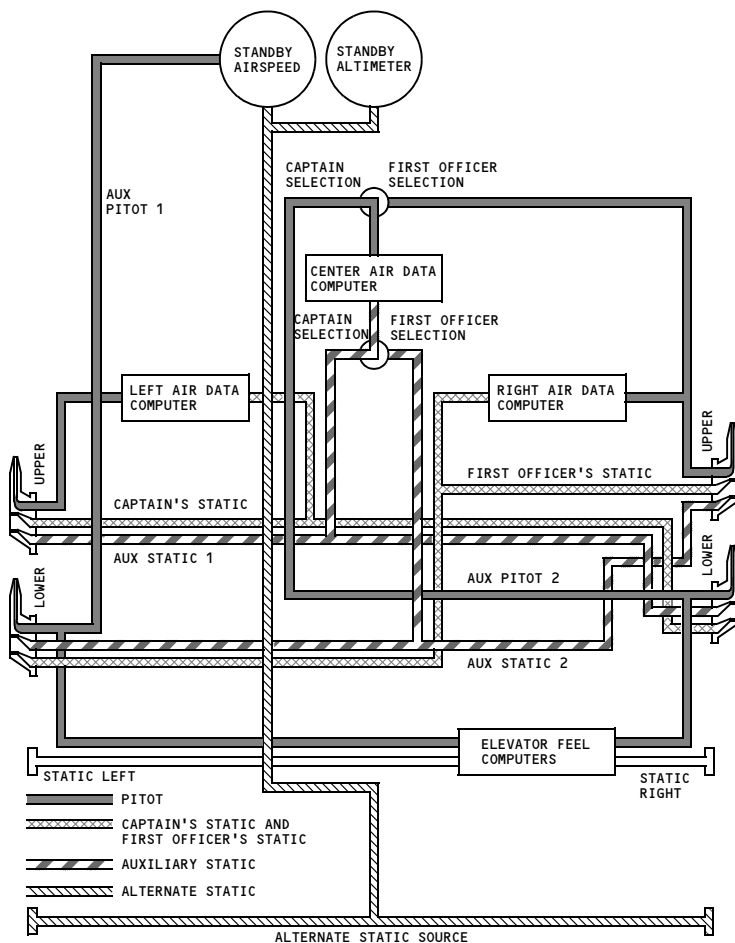 STANDBY
AIRSPEED
STANDBY
ALTIMETER
CAPTAIN
SELECTION
FIRST OFFICER
SELECTION
AUX
PITOT 1
CENTER AIR DATA
COMPUTER
CAPTAIN
SELECTION
FIRST OFFICER
SELECTION
LEFT AIR DATA
COMPUTER
RIGHT AIR DATA
COMPUTER
UPPER
UPPER
FIRST OFFICER'S STATIC
CAPTAIN'S STATIC
AUX STATIC 1
LOWER
LOWER
AUX PITOT 2
AUX STATIC 2
ELEVATOR FEEL
COMPUTERS
STATIC LEFT
STATIC
RIGHT
PITOT
CAPTAIN'S STATIC AND
FIRST OFFICER'S STATIC
AUXILIARY STATIC
ALTERNATE STATIC
ALTERNATE STATIC SOURCE